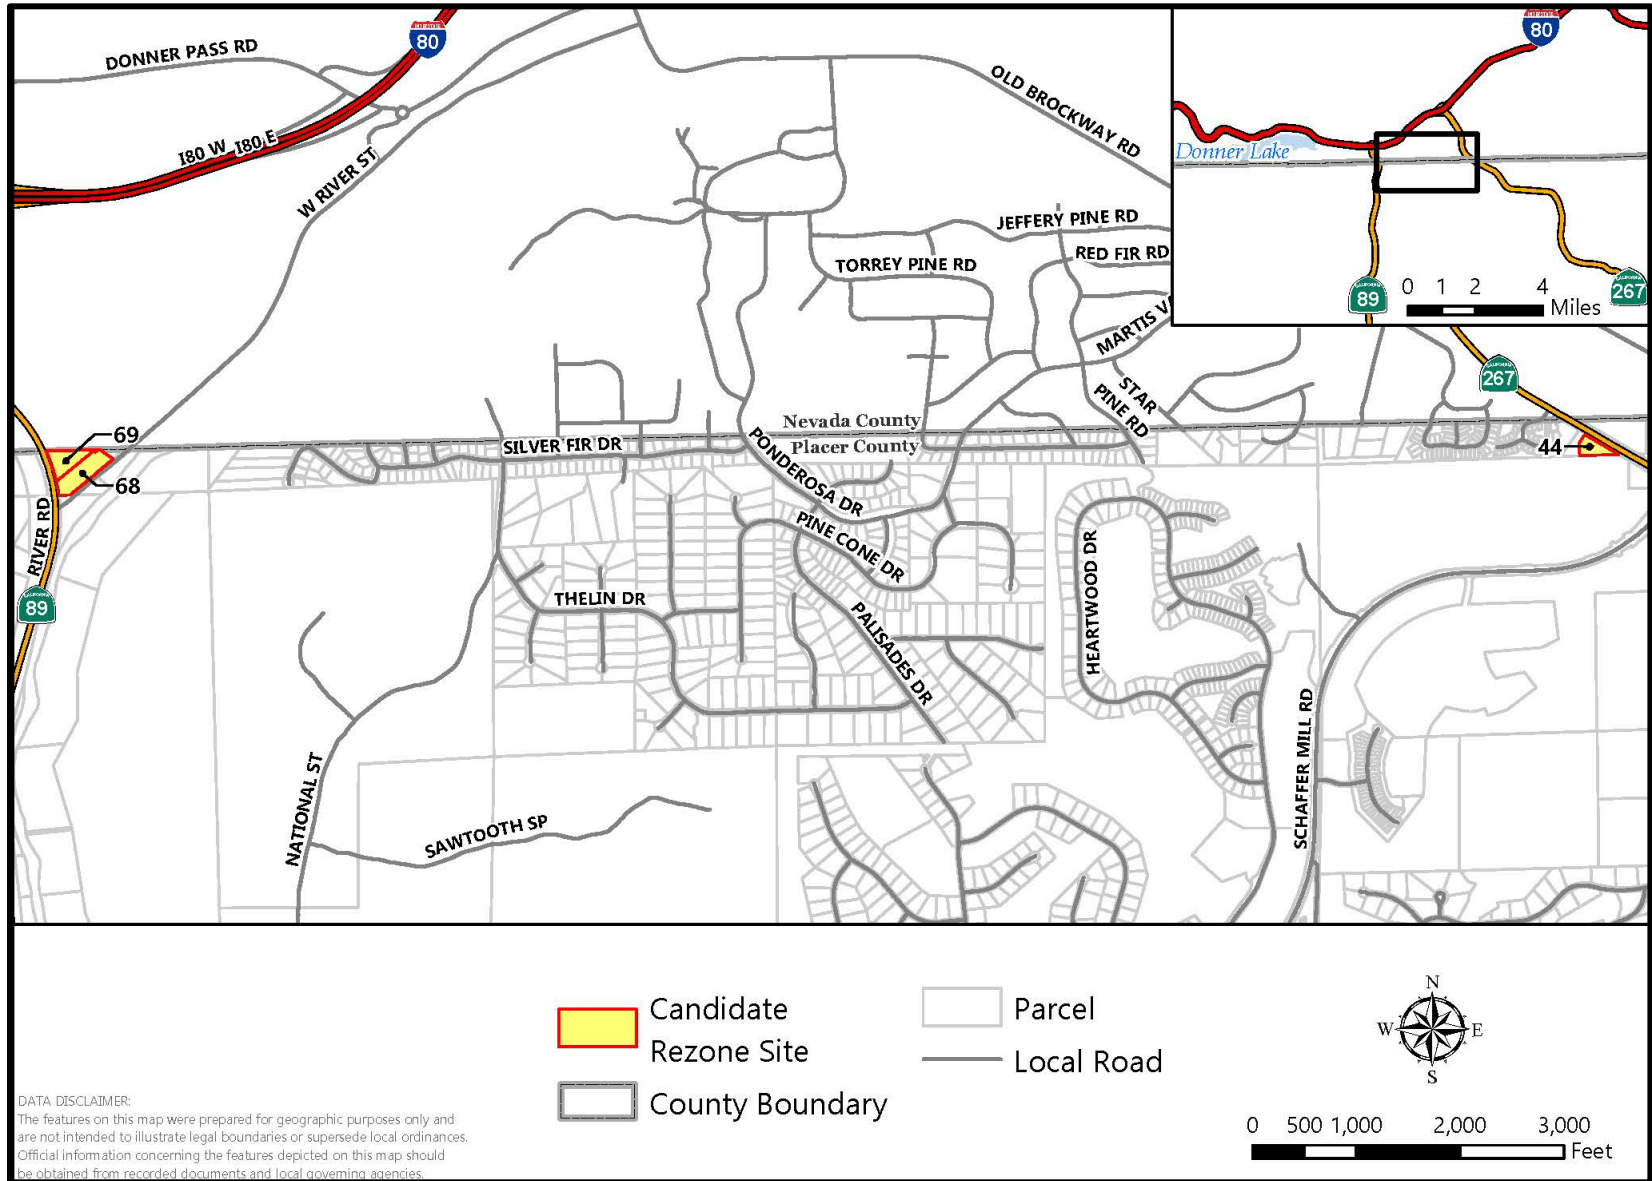 DONNER PASS RD
80
I80 W I80 E
W RIVER ST
OLD BROCKWAY RD
JEFFERY PINE RD
RED FIR RD
TORREY PINE RD
MARTIS VA
STAR
PINE RD
80
Donner Lake
89
0 1 2 4
Miles
267
267
69
68
RIVER RD
89
SILVER FIR DR
Nevada County
Placer County
44
PONDEROSA DR
PINE CONE DR
THELIN DR
PALISADES DR
HEARTWOOD DR
SCHAFFER MILL RD
NATIONAL ST
SAWTOOTH SP
Candidate
Rezone Site
County Boundary
Parcel
Local Road
N
W E
S
0 500 1,000 2,000 3,000
Feet
DATA DISCLAIMER:
The features on this map were prepared for geographic purposes only and
are not intended to illustrate legal boundaries or supersede local ordinances.
Official information concerning the features depicted on this map should
be obtained from recorded documents and local governing agencies.